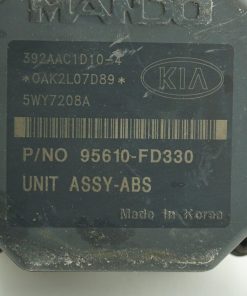 MANDO
392AAC1D10-4
*0AK2L07D89*
5WY7208A
KIA
P/NO 95610-FD330
UNIT ASSY-ABS
Made in Korea